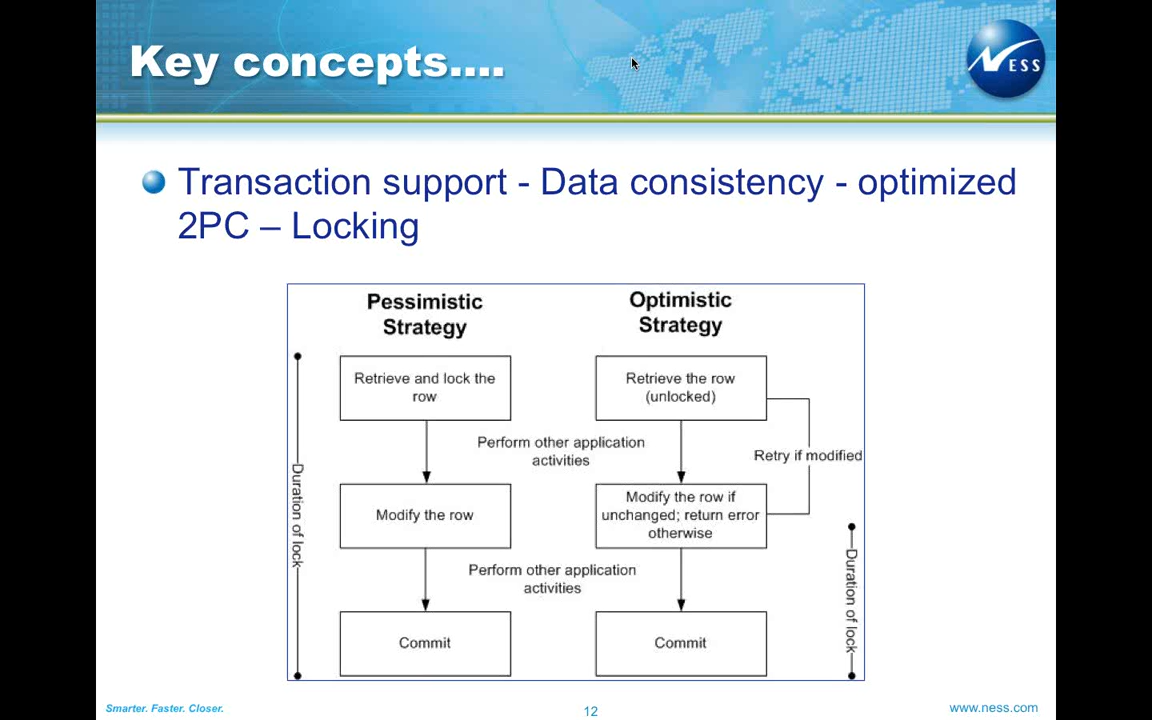 Key concepts....
NESS
Transaction support - Data consistency - optimized
2PC – Locking
Pessimistic
Strategy
Optimistic
Strategy
Retrieve and lock the
row
Retrieve the row
(unlocked)
Perform other application
activities
Retry if modified
Duration of lock
Modify the row
Modify the row if
unchanged; return error
otherwise
Perform other application
activities
Duration of lock
Commit
Commit
Smarter. Faster. Closer.
12
www.ness.com